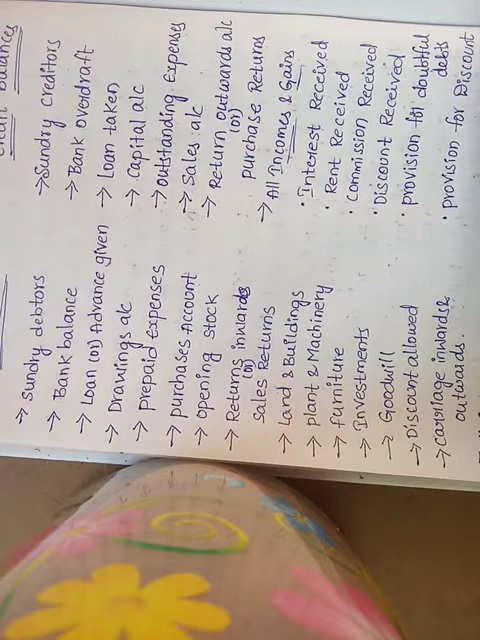 → Sundry debtors
→ Bank balance
→ Loan (or) Advance given
→ Drawings a/c
→ prepaid expenses
→ purchases Account
→ opening stock
→ Returns inwards
(or)
Sales Returns
→ Land & Buildings
→ plant & Machinery
→ furniture
→ Investments
→ Goodwill
→ Discount allowed
→ carriage inwards &
outwards.
balances
→ Sundry creditors
→ Bank overdraft
→ Loan taken
→ Capital a/c
→ outstanding Expenses
→ Sales a/c
→ Return outwards a/c
(or)
purchase Returns
→ All Incomes & Gains
• Interest Received
• Rent Received
• Commission Received
• Discount Received
• provision for doubtful
debts
• provision for Discount